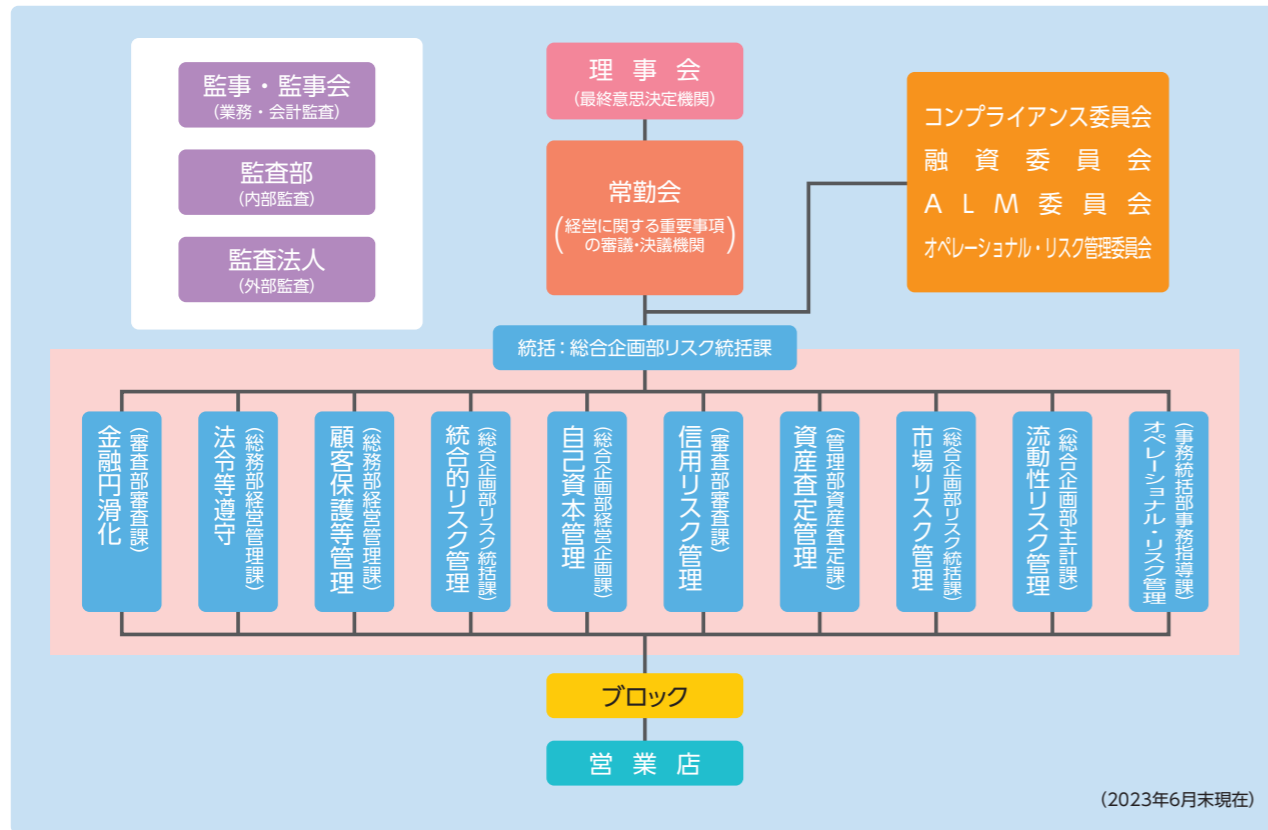 監事・監事会
(業務・会計監査)
監査部
(内部監査)
監査法人
(外部監査)
理事会
(最終意思決定機関)
常勤会
(経営に関する重要事項
の審議・決議機関)
コンプライアンス委員会
融資委員会
ALM委員会
オペレーショナル・リスク管理委員会
統括：総合企画部リスク統括課
金融円滑化
(審査部審査課)
法令等遵守
(総務部経営管理課)
顧客保護等管理
(総務部経営管理課)
統合的リスク管理
(総合企画部リスク統括課)
自己資本管理
(総合企画部経営企画課)
信用リスク管理
(審査部審査課)
資産査定管理
(管理部資産査定課)
市場リスク管理
(総合企画部リスク統括課)
流動性リスク管理
(総合企画部主計課)
オペレーショナル・リスク管理
(事務統括部事務指導課)
ブロック
営業店
(2023年6月末現在)